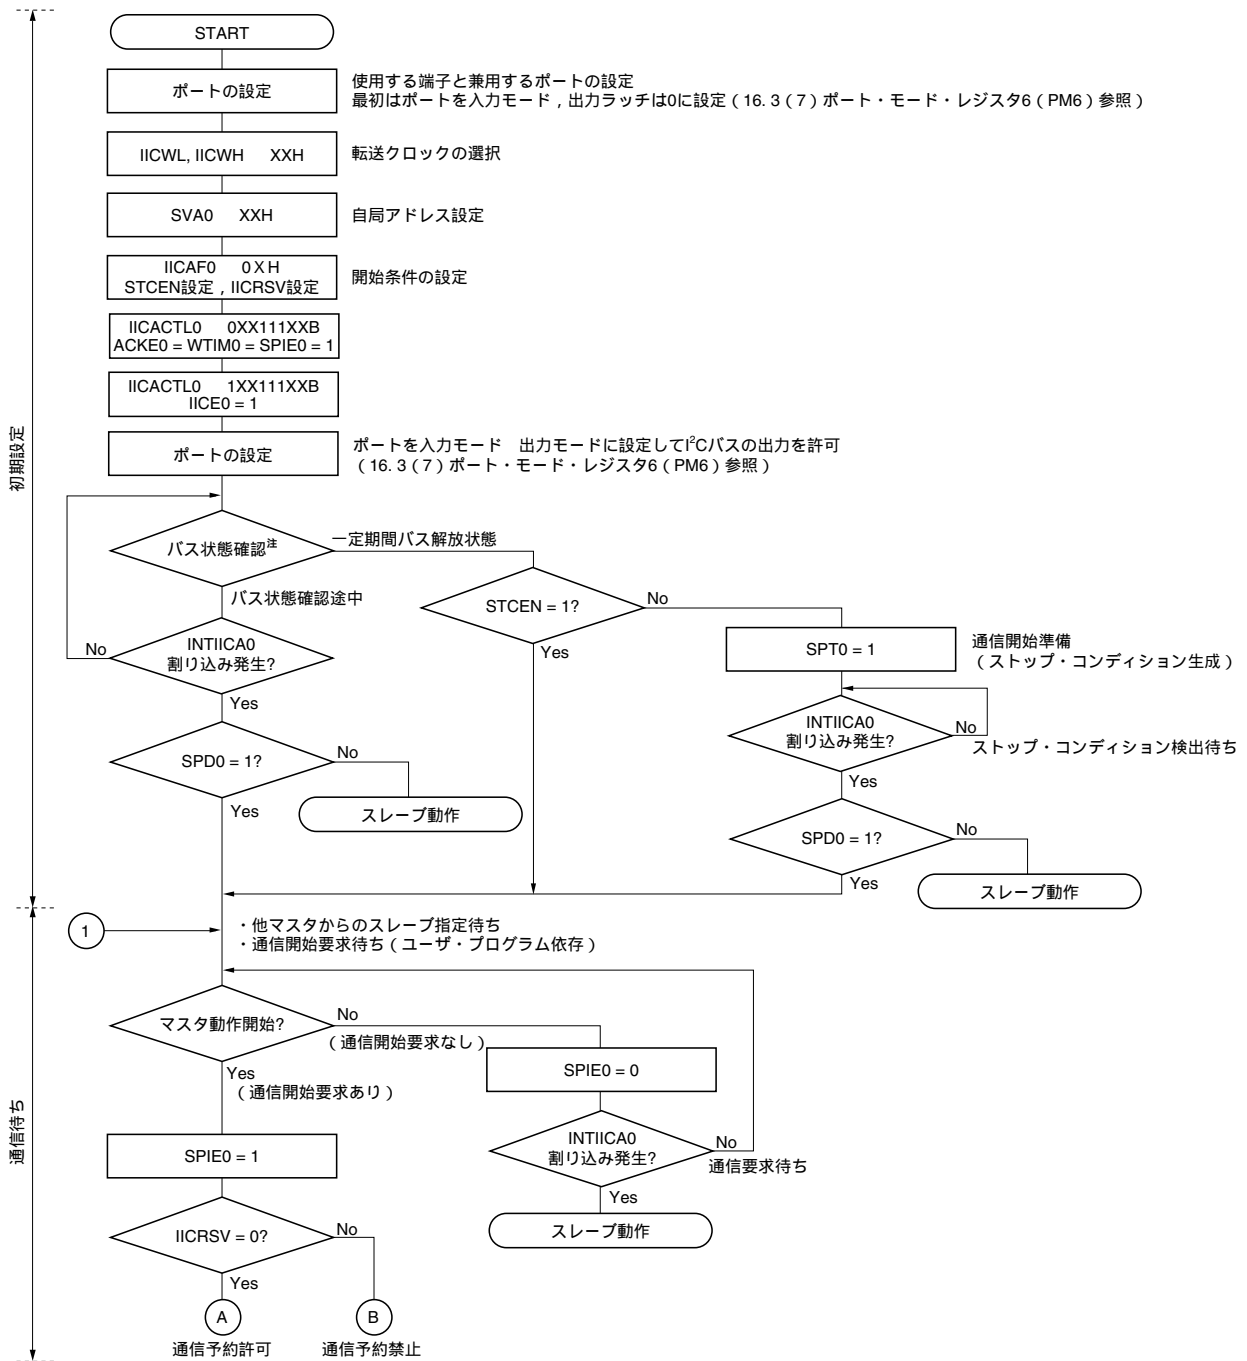 START
ポートの設定
使用する端子と兼用するポートの設定
最初はポートを入力モード，出力ラッチは0に設定（16. 3（7）ポート・モード・レジスタ6（PM6）参照）
IICWL, IICWH XXH
転送クロックの選択
SVA0 XXH
自局アドレス設定
IICAF0 0XH
STCEN設定，IICRSV設定
開始条件の設定
IICACTL0 0XX111XXB
ACKE0 = WTIM0 = SPIE0 = 1
IICACTL0 1XX111XXB
IICE0 = 1
ポートの設定
ポートを入力モード 出力モードに設定してI²Cバスの出力を許可
（16. 3（7）ポート・モード・レジスタ6（PM6）参照）
初期設定
バス状態確認注
一定期間バス解放状態
バス状態確認途中
STCEN = 1?
No
Yes
SPT0 = 1
通信開始準備
（ストップ・コンディション生成）
INTIICA0
割り込み発生?
No
Yes
INTIICA0
割り込み発生?
No
ストップ・コンディション検出待ち
Yes
SPD0 = 1?
No
Yes
スレーブ動作
SPD0 = 1?
No
Yes
スレーブ動作
1
・他マスタからのスレーブ指定待ち
・通信開始要求待ち（ユーザ・プログラム依存）
通信待ち
マスタ動作開始?
No
（通信開始要求なし）
Yes
（通信開始要求あり）
SPIE0 = 0
INTIICA0
割り込み発生?
No
通信要求待ち
Yes
スレーブ動作
SPIE0 = 1
IICRSV = 0?
No
Yes
A
B
通信予約許可
通信予約禁止